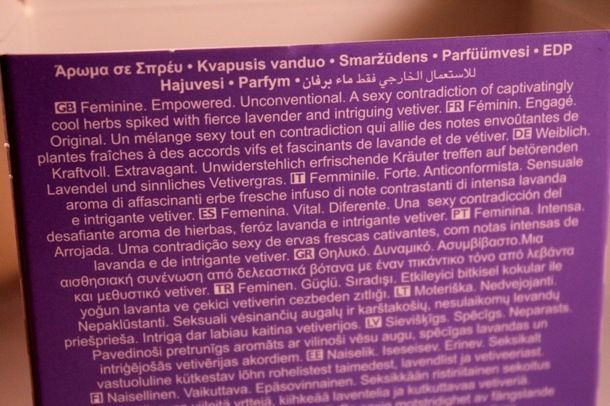 Άρωμα σε Σπρέυ • Kvapusis vanduo • Smaržūdens • Parfüümvesi • EDP
Hajuvesi • Parfym • للاستعمال الخارجي فقط ماء برفان
GB Feminine. Empowered. Unconventional. A sexy contradiction of captivatingly
cool herbs spiked with fierce lavender and intriguing vetiver. FR Féminin. Engagé.
Original. Un mélange sexy tout en contradiction qui allie des notes envoûtantes de
plantes fraîches à des accords vifs et fascinants de lavande et de vétiver. DE Weiblich.
Kraftvoll. Extravagant. Unwiderstehlich erfrischende Kräuter treffen auf betörenden
Lavendel und sinnliches Vetivergras. IT Femminile. Forte. Anticonformista. Sensuale
aroma di affascinanti erbe fresche infuso di note contrastanti di intensa lavanda
e intrigante vetiver. ES Femenina. Vital. Diferente. Una sexy contradicción del
desafiante aroma de hierbas, feróz lavanda e intrigante vetiver. PT Feminina. Intensa.
Arrojada. Uma contradição sexy de ervas frescas cativantes, com notas intensas de
lavanda e de intrigante vetiver. GR Θηλυκό. Δυναμικό. Ασυμβίβαστο.Μια
αισθησιακή συνένωση από δελεαστικά βότανα με έναν πικάντικο τόνο από λεβάντα
και μεθυστικό vetiver. TR Feminen. Güçlü. Sıradışı, Etkileyici bitkisel kokular ile
yoğun lavanta ve çekici vetiverin cezbeden zıtlığı. LT Moteriška. Nedvejojanti.
Nepaklūstanti. Seksuali vėsinančių augalų ir karštakošių, nesulaikomų levandų
priešprieša. Intrigą dar labiau kaitina vetiverijos. LV Sievišķīgs. Spēcīgs. Neparasts.
Pavedinoši pretrunīgs aromāts ar vilinoši vēsu augu, spēcīgas lavandas un
intriģējošās vetivērijas akordiem. EE Naiselik. Iseseisev. Erinev. Seksikalt
vastuoluline kütkestav lõhn rohelistest taimedest, lavendlist ja vetiveeriast.
FI Naisellinen. Vaikuttava. Epäsovinnainen. Seksikkään ristiriitainen sekoitus
viileitä yrttejä, kiihkeää laventelia ja kutkuttavaa vetiveriä.